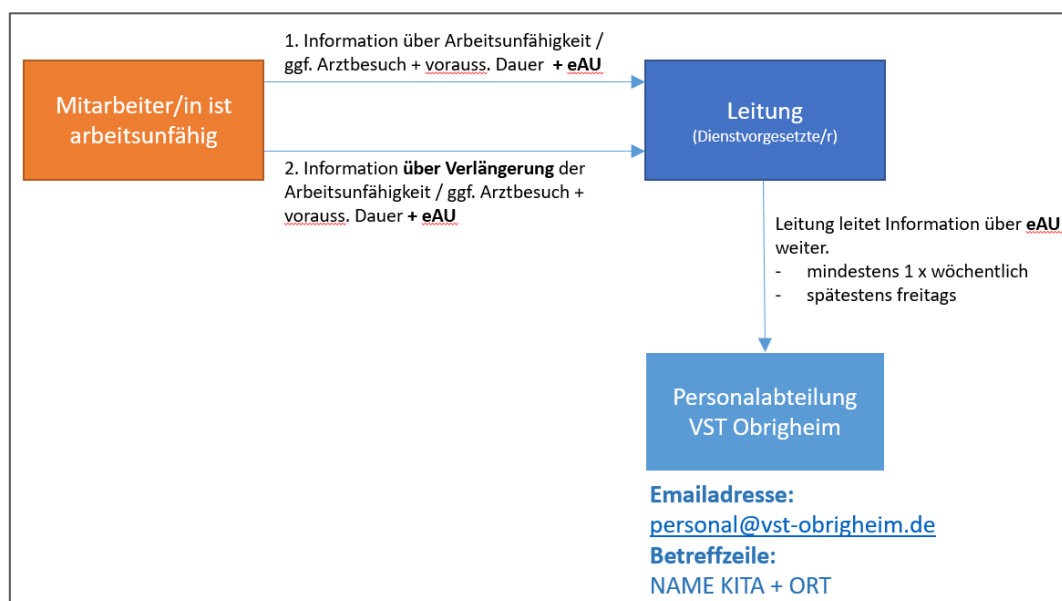 1. Information über Arbeitsunfähigkeit /
ggf. Arztbesuch + vorauss. Dauer + eAU
Mitarbeiter/in ist
arbeitsunfähig
Leitung
(Dienstvorgesetzte/r)
2. Information über Verlängerung der
Arbeitsunfähigkeit / ggf. Arztbesuch +
vorauss. Dauer + eAU
Leitung leitet Information über eAU
weiter.
- mindestens 1 x wöchentlich
- spätestens freitags
Personalabteilung
VST Obrigheim
Emailadresse:
personal@vst-obrigheim.de
Betreffzeile:
NAME KITA + ORT